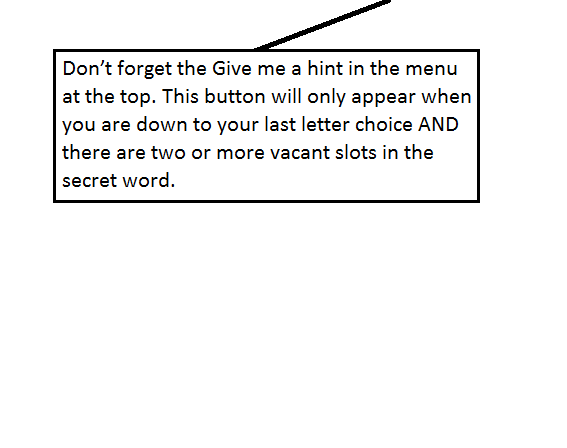 Don’t forget the Give me a hint in the menu
at the top. This button will only appear when
you are down to your last letter choice AND
there are two or more vacant slots in the
secret word.